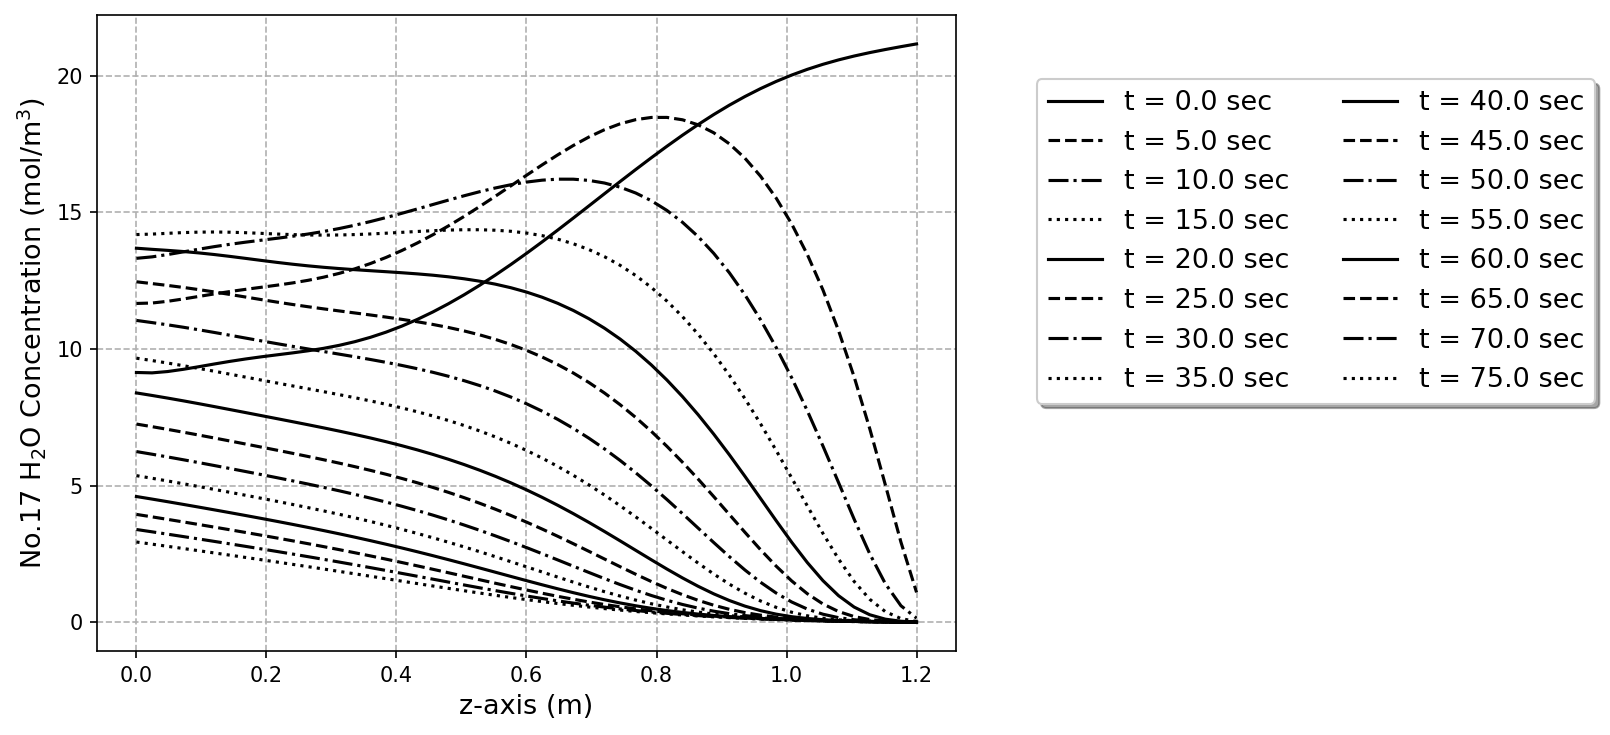 No.17 H₂O Concentration (mol/m³)
20
15
10
5
0
0.0 0.2 0.4 0.6 0.8 1.0 1.2
z-axis (m)
t = 0.0 sec
t = 5.0 sec
t = 10.0 sec
t = 15.0 sec
t = 20.0 sec
t = 25.0 sec
t = 30.0 sec
t = 35.0 sec
t = 40.0 sec
t = 45.0 sec
t = 50.0 sec
t = 55.0 sec
t = 60.0 sec
t = 65.0 sec
t = 70.0 sec
t = 75.0 sec